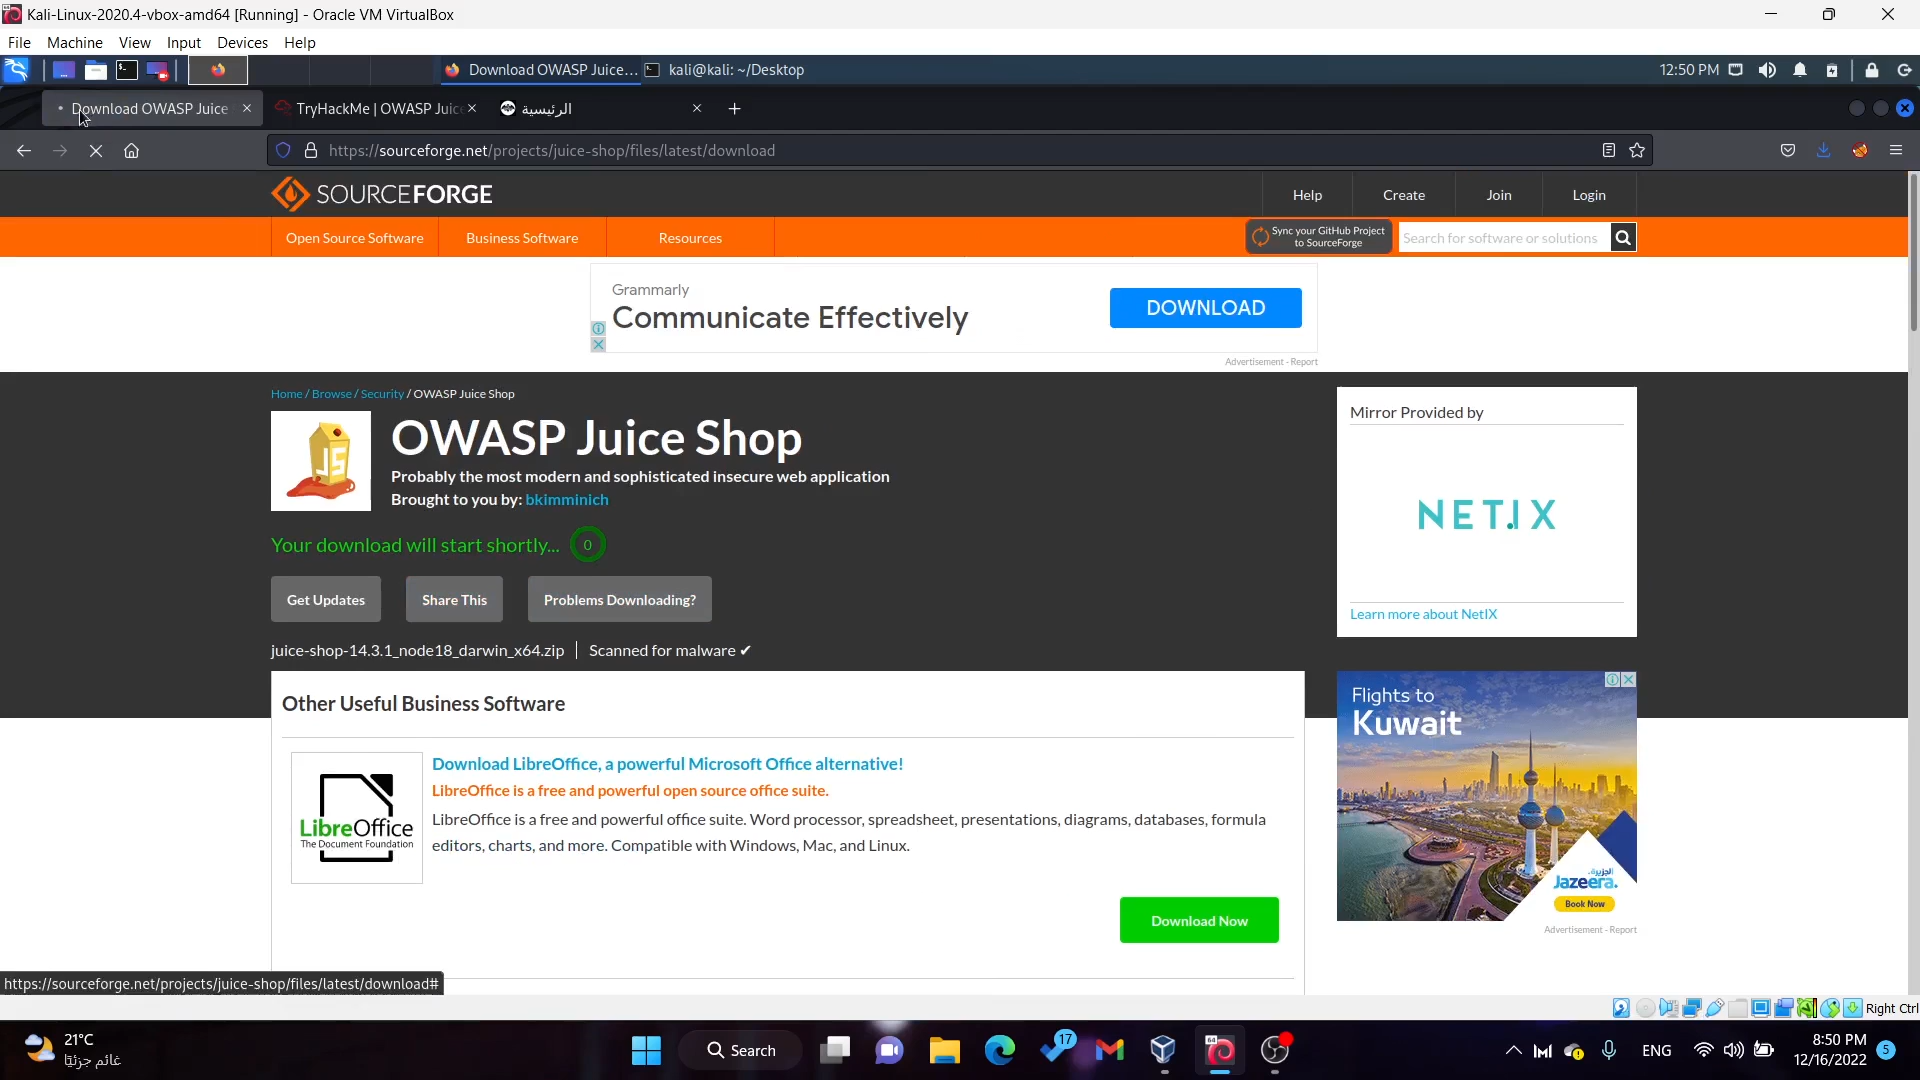 Kali-Linux-2020.4-vbox-amd64 [Running] - Oracle VM VirtualBox
File Machine View Input Devices Help
Download OWASP Juice... kali@kali: ~/Desktop 12:50 PM
Download OWASP Juice TryHackMe | OWASP Juic الرئيسية
https://sourceforge.net/projects/juice-shop/files/latest/download
SOURCEFORGE Help Create Join Login
Open Source Software Business Software Resources
Sync your GitHub Project
to SourceForge
Search for software or solutions
Grammarly
Communicate Effectively
DOWNLOAD
Advertisement - Report
Home / Browse / Security / OWASP Juice Shop
JS
OWASP Juice Shop
Probably the most modern and sophisticated insecure web application
Brought to you by: bkimminich
Your download will start shortly... 0
Get Updates Share This Problems Downloading?
juice-shop-14.3.1_node18_darwin_x64.zip | Scanned for malware ✔
Mirror Provided by
NET.IX
Learn more about NetIX
Other Useful Business Software
LibreOffice
The Document Foundation
Download LibreOffice, a powerful Microsoft Office alternative!
LibreOffice is a free and powerful open source office suite.
LibreOffice is a free and powerful office suite. Word processor, spreadsheet, presentations, diagrams, databases, formula
editors, charts, and more. Compatible with Windows, Mac, and Linux.
Download Now
Flights to
Kuwait
الجزيرة
Jazeera.
Book Now
Advertisement - Report
https://sourceforge.net/projects/juice-shop/files/latest/download#
Right Ctrl
21°C
غائم جزئيًا
Search
17
64
ENG
8:50 PM
12/16/2022
5